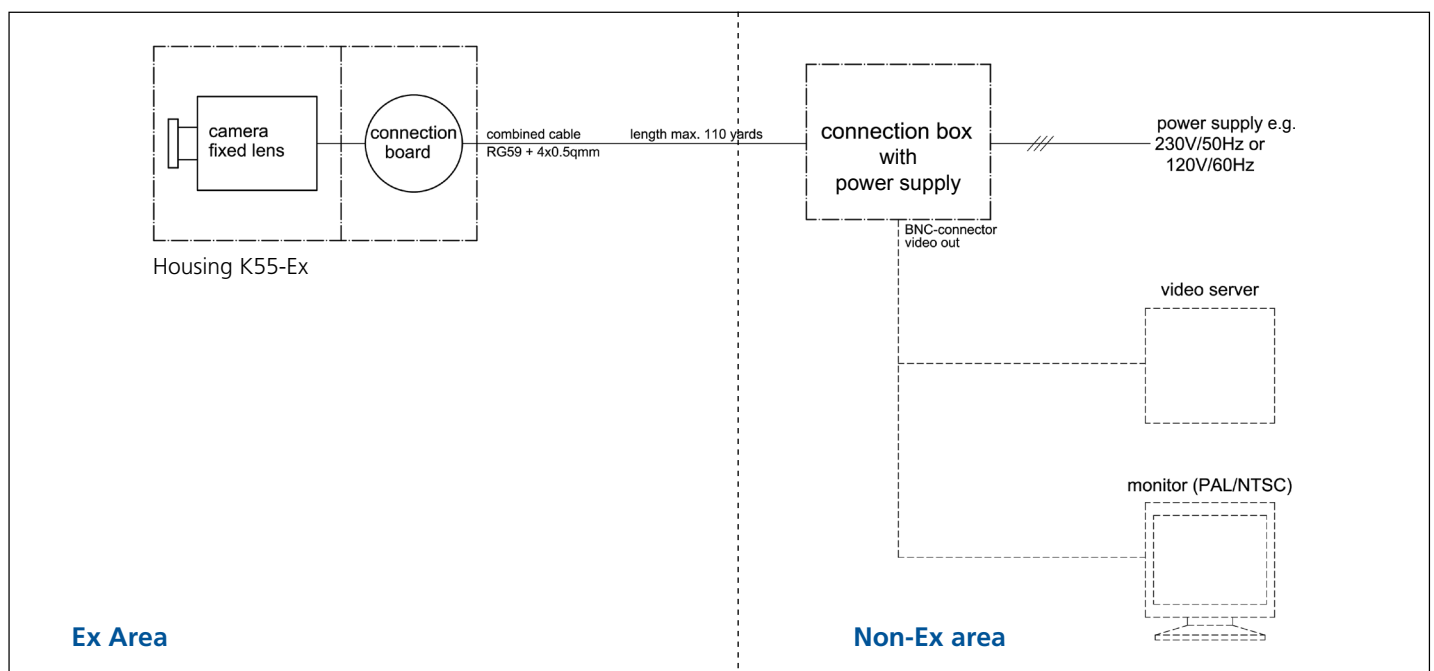 camera
fixed lens
connection
board
Housing K55-Ex
combined cable
RG59 + 4x0.5qmm
length max. 110 yards
connection box
with
power supply
power supply e.g.
230V/50Hz or
120V/60Hz
BNC-connector
video out
video server
monitor (PAL/NTSC)
Ex Area
Non-Ex area